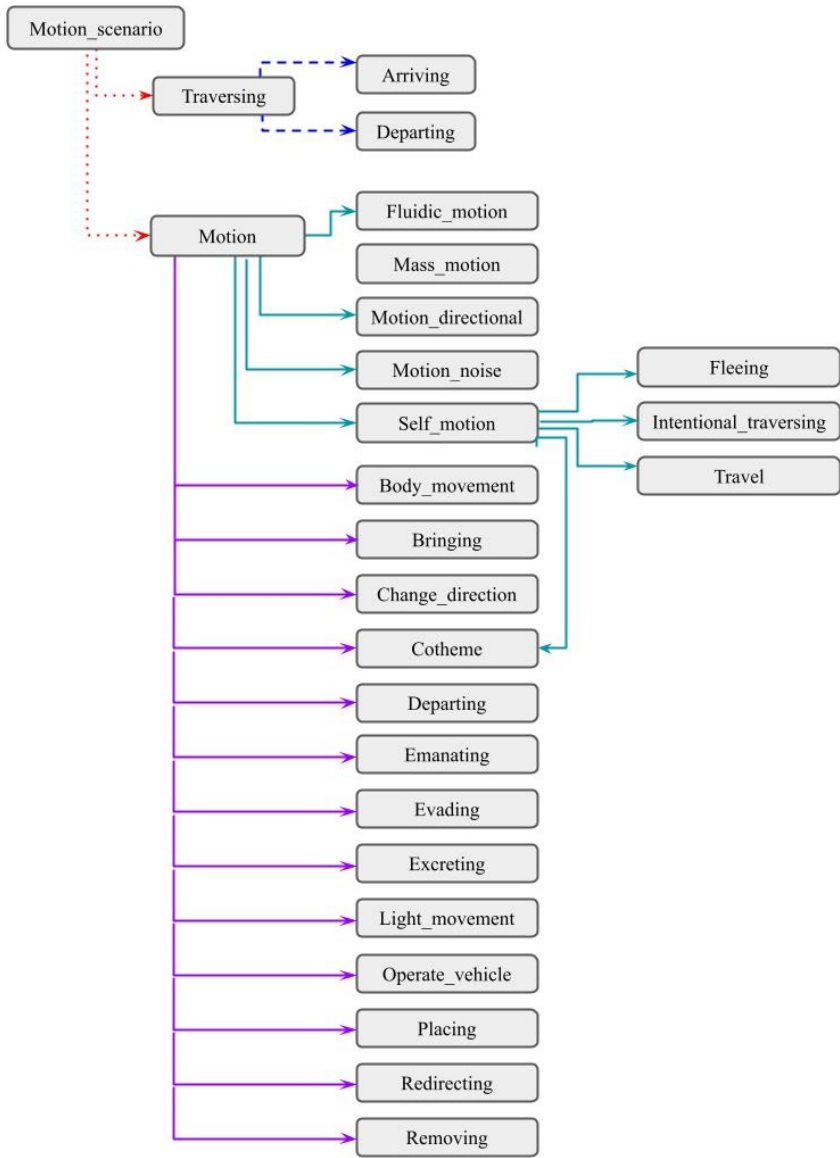 Motion_scenario
Traversing
Arriving
Departing
Motion
Fluidic_motion
Mass_motion
Motion_directional
Motion_noise
Self_motion
Fleeing
Intentional_traversing
Travel
Body_movement
Bringing
Change_direction
Cotheme
Departing
Emanating
Evading
Excreting
Light_movement
Operate_vehicle
Placing
Redirecting
Removing